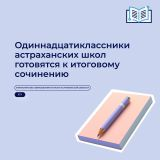 Одиннадцатиклассники
астраханских школ
готовятся к итоговому
сочинению